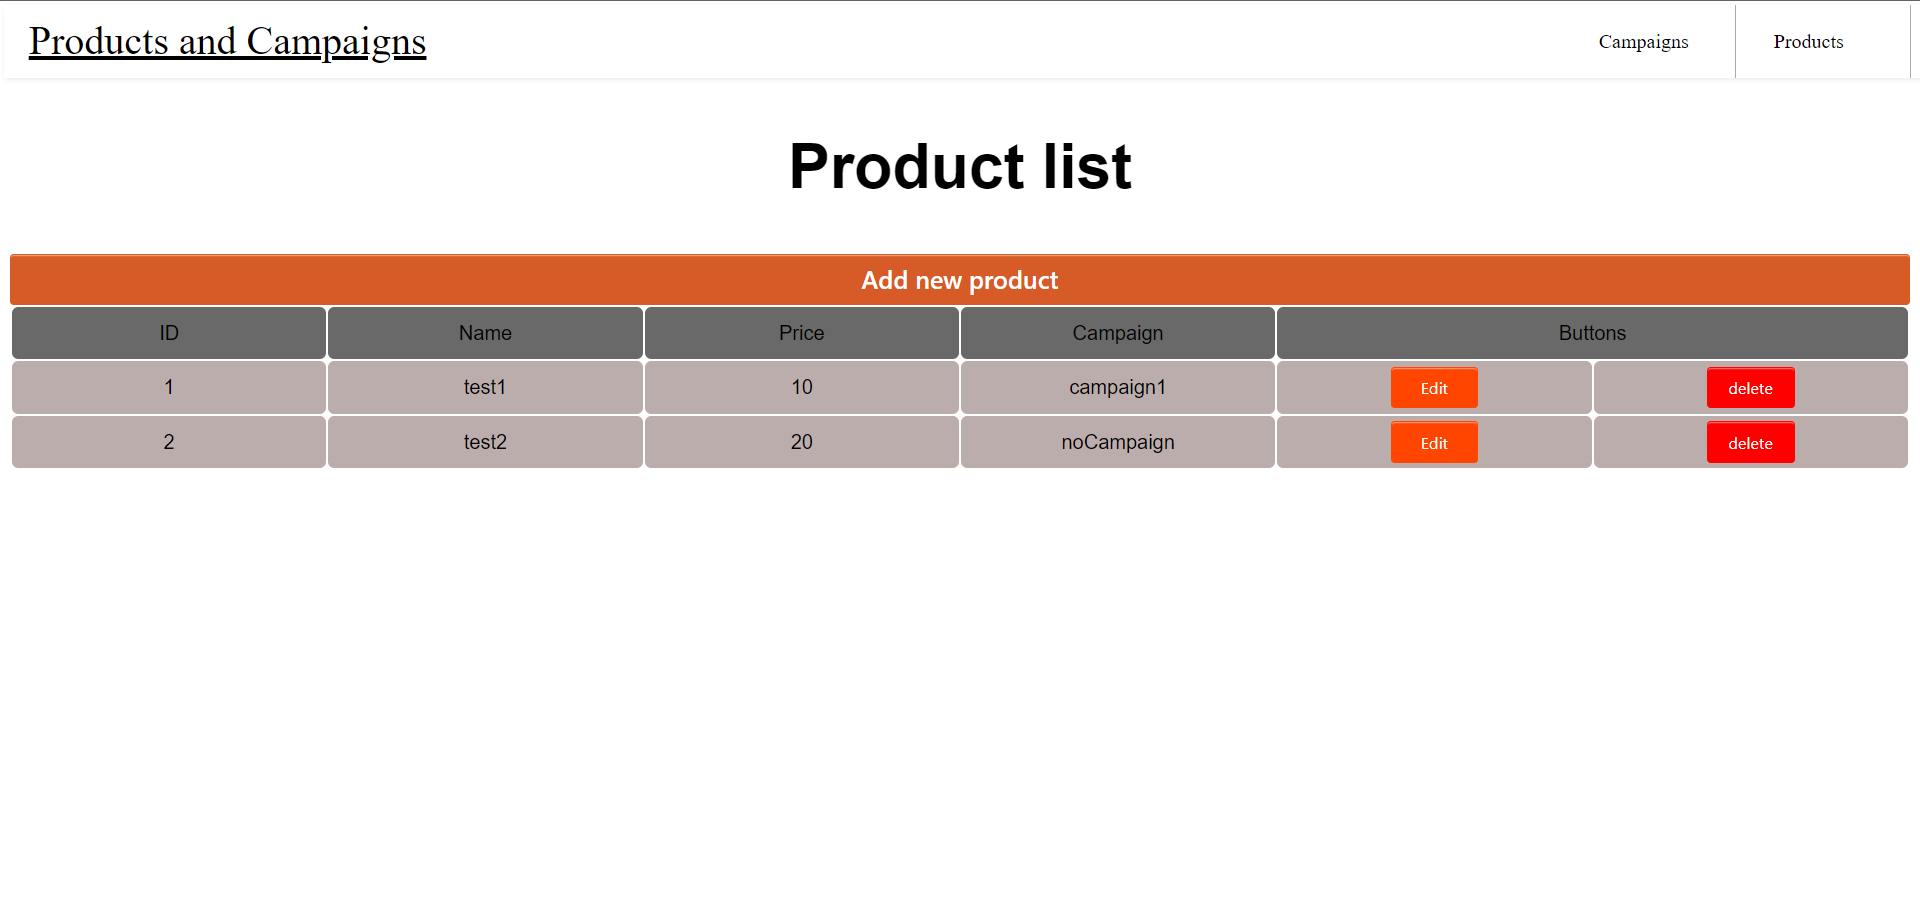 Products and Campaigns Campaigns Products
Product list
Add new product
ID Name Price Campaign Buttons
1 test1 10 campaign1 Edit delete
2 test2 20 noCampaign Edit delete